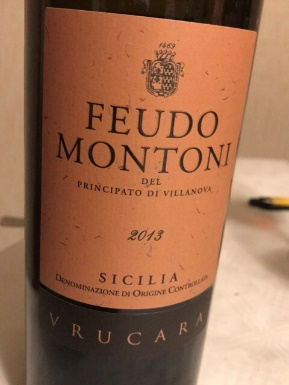 1469
FEUDO
MONTONI
DEL
PRINCIPATO DI VILLANOVA
2013
SICILIA
DENOMINAZIONE DI ORIGINE CONTROLLATA
VRUCARA